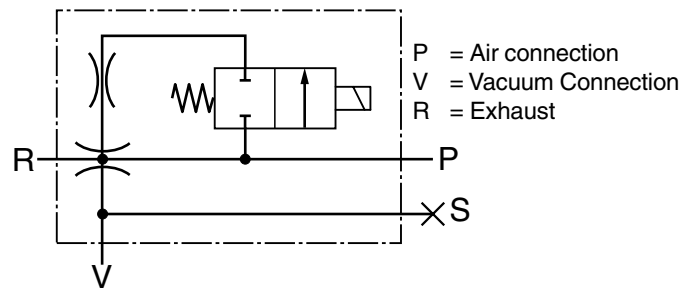 P = Air connection
V = Vacuum Connection
R = Exhaust
R
P
S
V